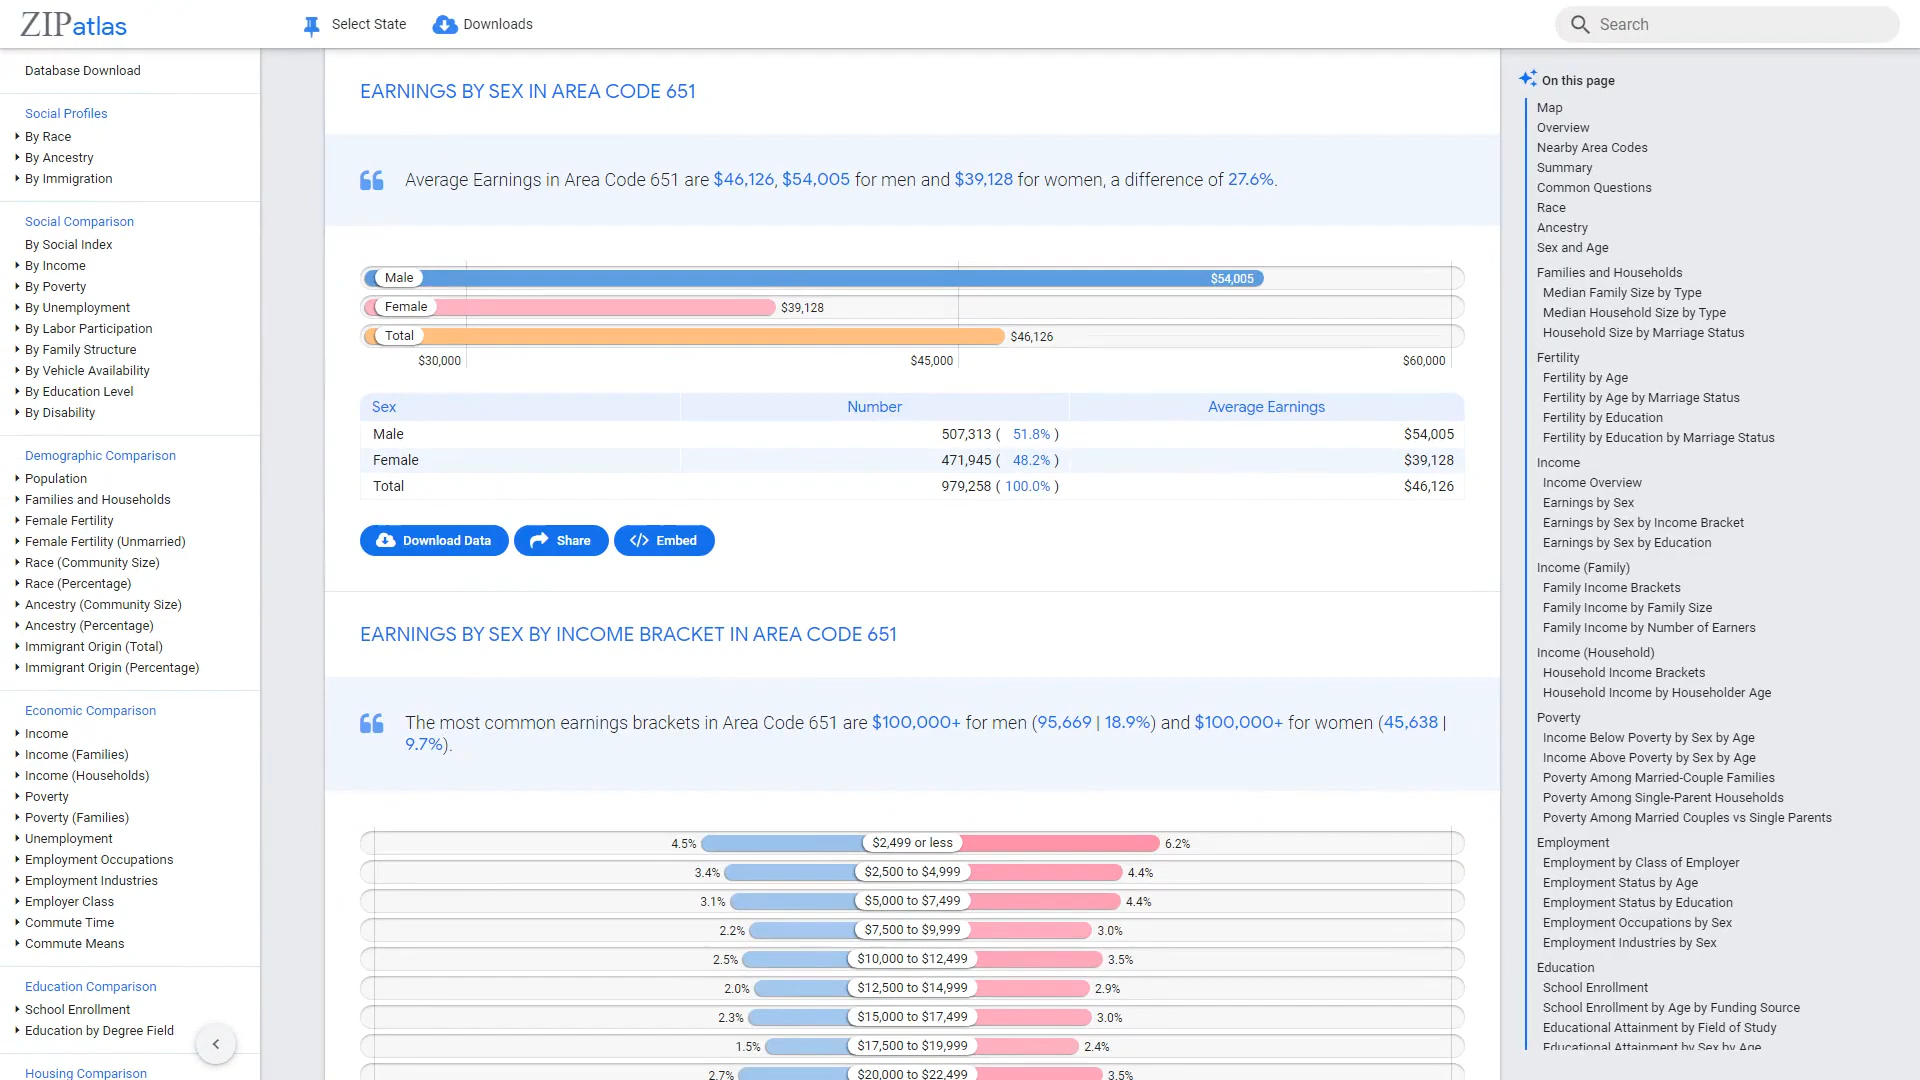 ZIPatlas
Select State
Downloads
Search
Database Download
Social Profiles
By Race
By Ancestry
By Immigration
Social Comparison
By Social Index
By Income
By Poverty
By Unemployment
By Labor Participation
By Family Structure
By Vehicle Availability
By Education Level
By Disability
Demographic Comparison
Population
Families and Households
Female Fertility
Female Fertility (Unmarried)
Race (Community Size)
Race (Percentage)
Ancestry (Community Size)
Ancestry (Percentage)
Immigrant Origin (Total)
Immigrant Origin (Percentage)
Economic Comparison
Income
Income (Families)
Income (Households)
Poverty
Poverty (Families)
Unemployment
Employment Occupations
Employment Industries
Employer Class
Commute Time
Commute Means
Education Comparison
School Enrollment
Education by Degree Field
Housing Comparison
EARNINGS BY SEX IN AREA CODE 651
Average Earnings in Area Code 651 are $46,126, $54,005 for men and $39,128 for women, a difference of 27.6%.
Male $54,005
Female $39,128
Total $46,126
$30,000 $45,000 $60,000
Sex Number Average Earnings
Male 507,313 ( 51.8% ) $54,005
Female 471,945 ( 48.2% ) $39,128
Total 979,258 ( 100.0% ) $46,126
Download Data Share Embed
EARNINGS BY SEX BY INCOME BRACKET IN AREA CODE 651
The most common earnings brackets in Area Code 651 are $100,000+ for men (95,669 | 18.9%) and $100,000+ for women (45,638 |
9.7%).
4.5% $2,499 or less 6.2%
3.4% $2,500 to $4,999 4.4%
3.1% $5,000 to $7,499 4.4%
2.2% $7,500 to $9,999 3.0%
2.5% $10,000 to $12,499 3.5%
2.0% $12,500 to $14,999 2.9%
2.3% $15,000 to $17,499 3.0%
1.5% $17,500 to $19,999 2.4%
2.7% $20,000 to $22,499 3.5%
On this page
Map
Overview
Nearby Area Codes
Summary
Common Questions
Race
Ancestry
Sex and Age
Families and Households
Median Family Size by Type
Median Household Size by Type
Household Size by Marriage Status
Fertility
Fertility by Age
Fertility by Age by Marriage Status
Fertility by Education
Fertility by Education by Marriage Status
Income
Income Overview
Earnings by Sex
Earnings by Sex by Income Bracket
Earnings by Sex by Education
Income (Family)
Family Income Brackets
Family Income by Family Size
Family Income by Number of Earners
Income (Household)
Household Income Brackets
Household Income by Householder Age
Poverty
Income Below Poverty by Sex by Age
Income Above Poverty by Sex by Age
Poverty Among Married-Couple Families
Poverty Among Single-Parent Households
Poverty Among Married Couples vs Single Parents
Employment
Employment by Class of Employer
Employment Status by Age
Employment Status by Education
Employment Occupations by Sex
Employment Industries by Sex
Education
School Enrollment
School Enrollment by Age by Funding Source
Educational Attainment by Field of Study
Educational Attainment by Sex by Age